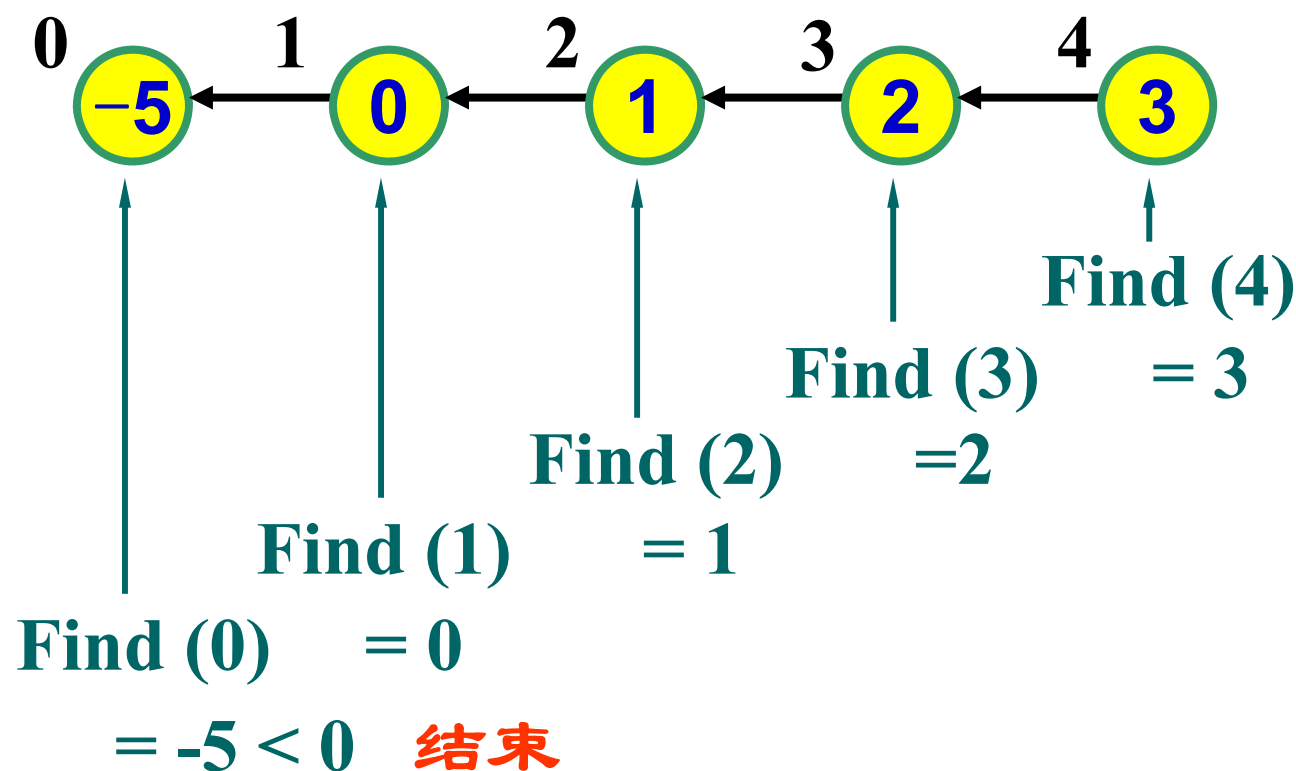 0 1 2 3 4
–5 0 1 2 3
Find (4)
Find (3) = 3
Find (2) =2
Find (1) = 1
Find (0) = 0
= -5 < 0 结束